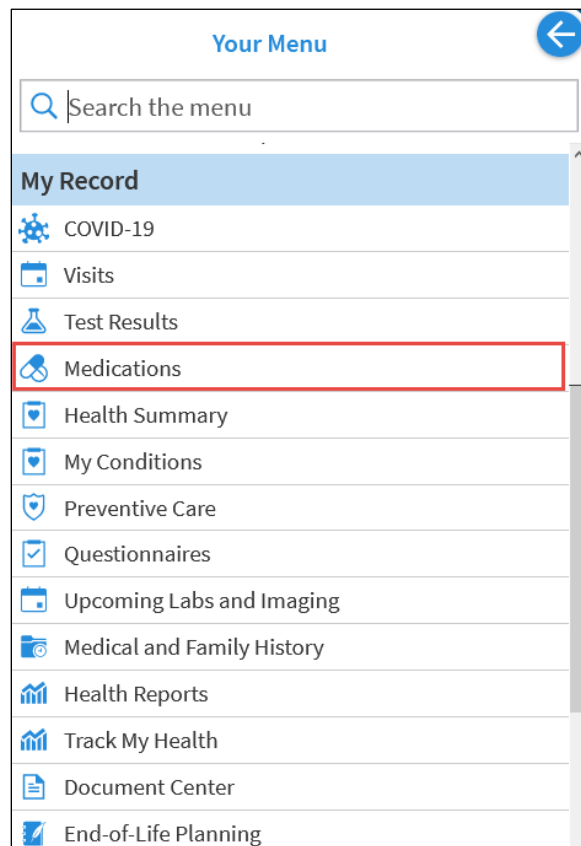 Your Menu
Search the menu
My Record
COVID-19
Visits
Test Results
Medications
Health Summary
My Conditions
Preventive Care
Questionnaires
Upcoming Labs and Imaging
Medical and Family History
Health Reports
Track My Health
Document Center
End-of-Life Planning